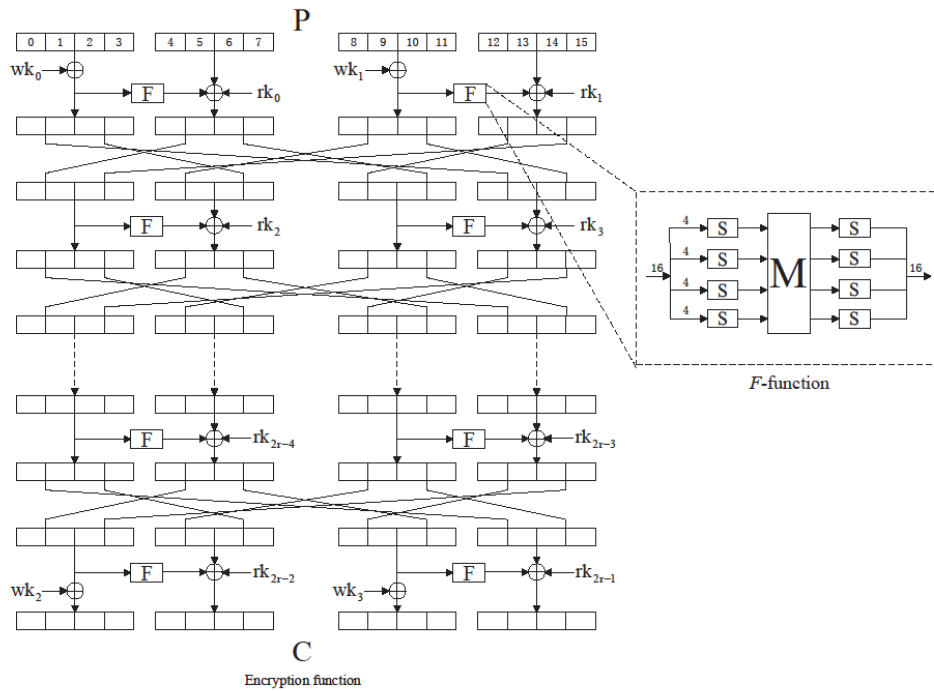 P
0 1 2 3 4 5 6 7 8 9 10 11 12 13 14 15
wk₀ wk₁
F rk₀ F rk₁
F rk₂ F rk₃
4 S S
4 S S
16 M 16
4 S S
4 S S
F-function
F rk₂ᵣ₋₄ F rk₂ᵣ₋₃
F rk₂ᵣ₋₂ F rk₂ᵣ₋₁
wk₂ wk₃
C
Encryption function